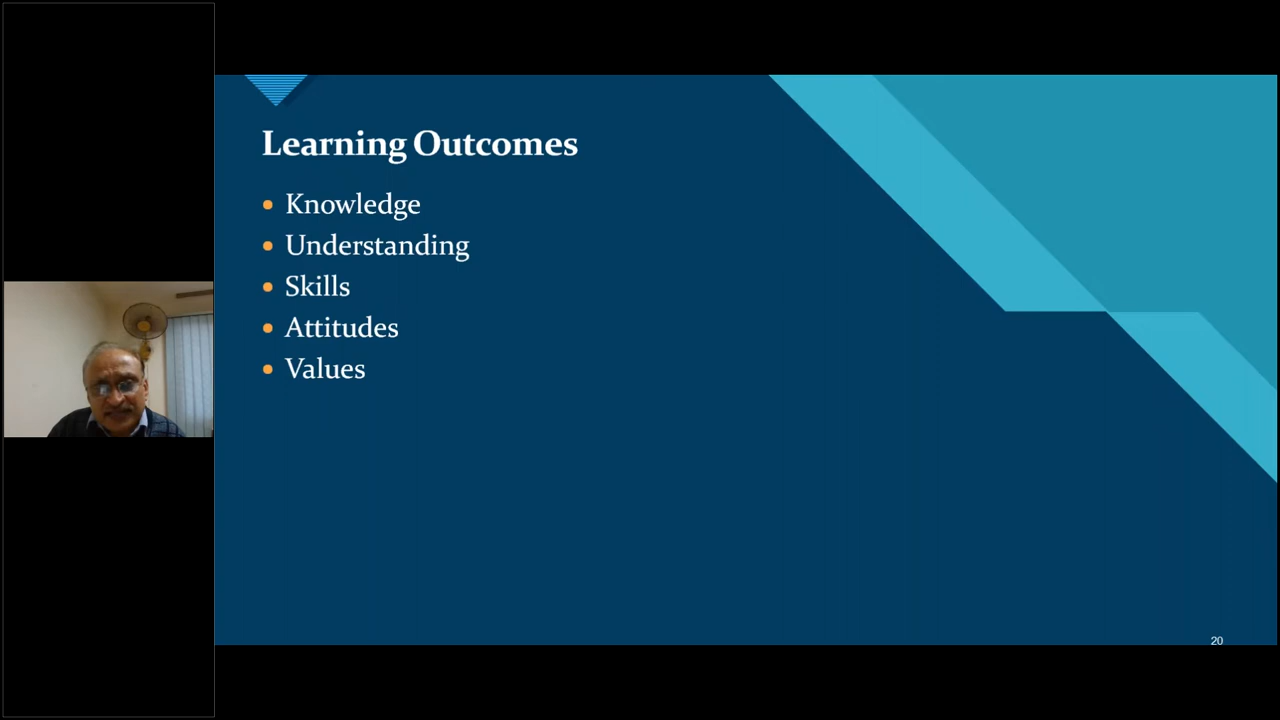 Learning Outcomes
Knowledge
Understanding
Skills
Attitudes
Values
20